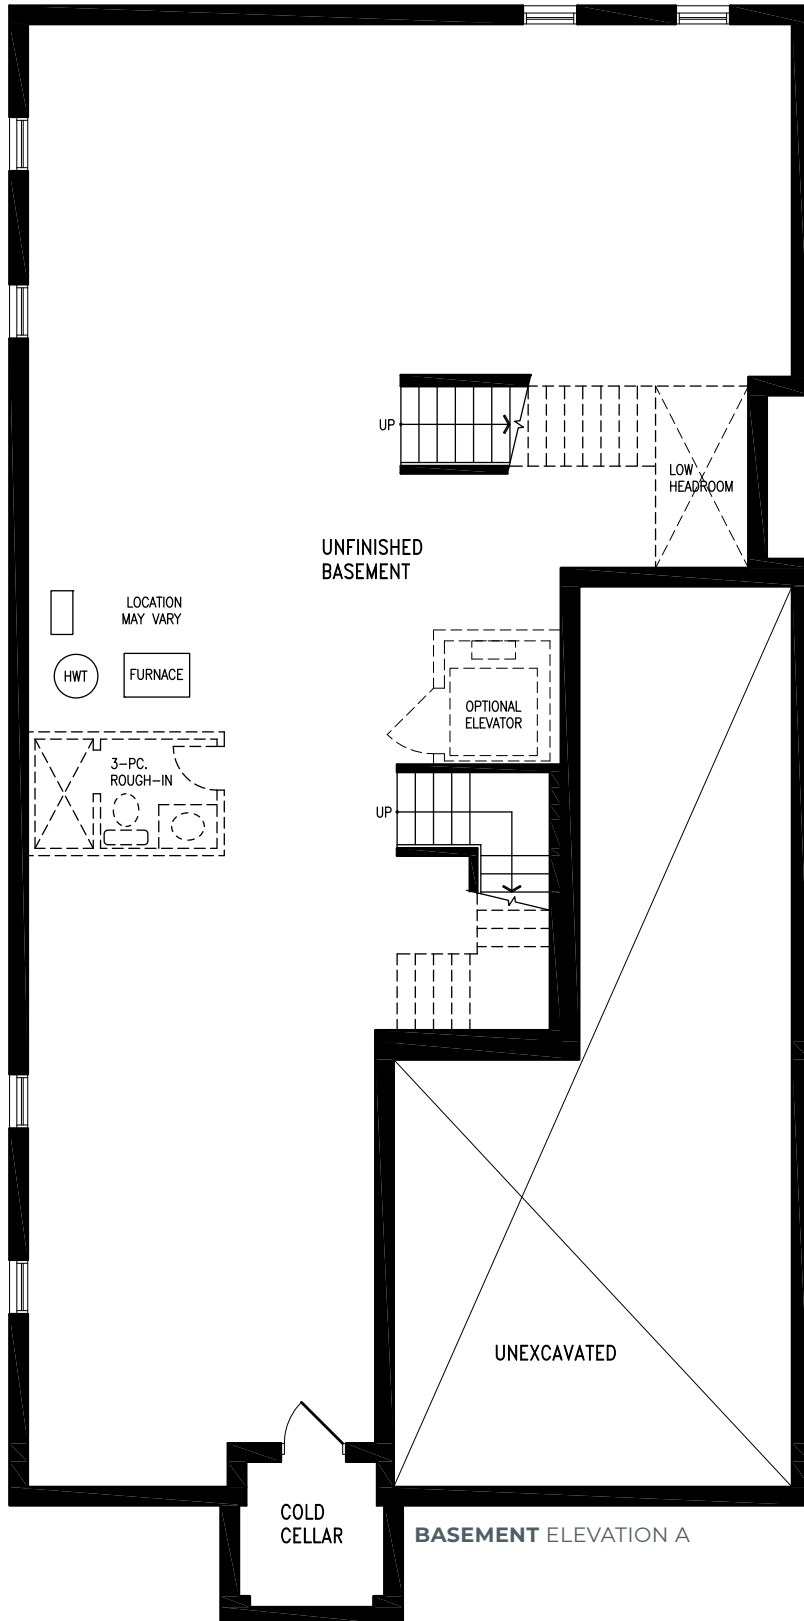 UP
LOW
HEADROOM
UNFINISHED
BASEMENT
LOCATION
MAY VARY
HWT
FURNACE
OPTIONAL
ELEVATOR
3-PC.
ROUGH-IN
UP
UNEXCAVATED
COLD
CELLAR
BASEMENT ELEVATION A